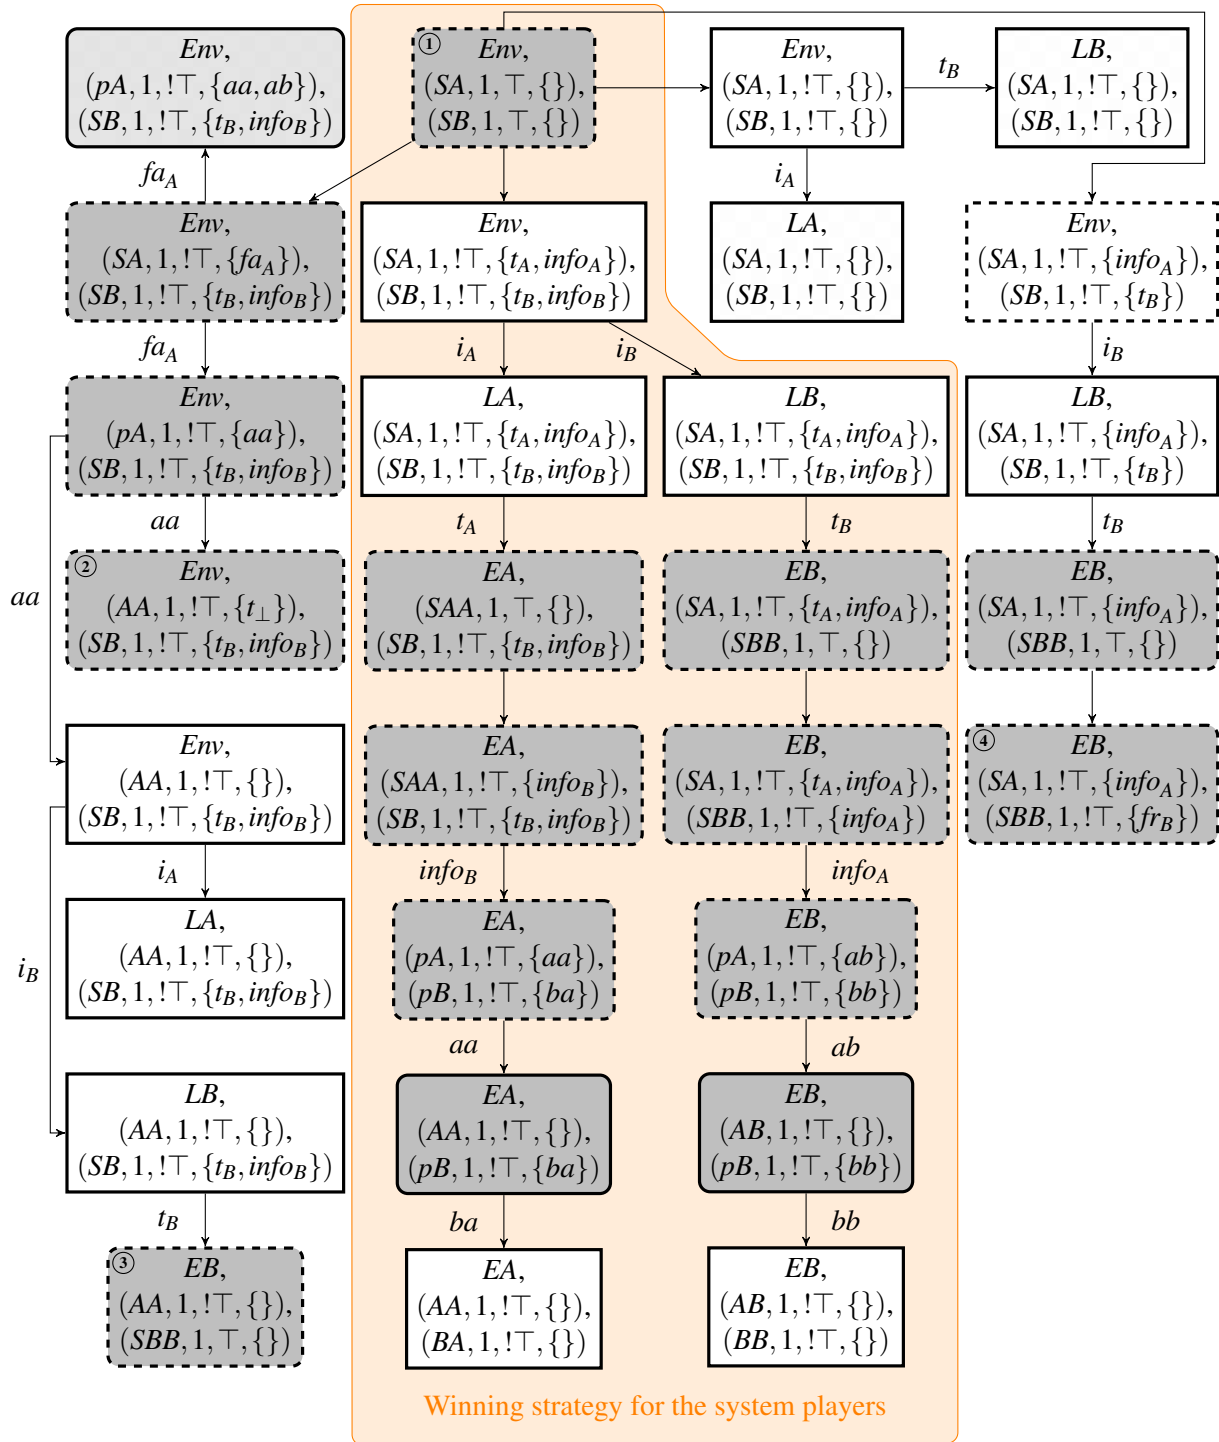 Env,
(pA, 1, !⊤, {aa, ab}),
(SB, 1, !⊤, {t_B, info_B})
①
Env,
(SA, 1, ⊤, {}),
(SB, 1, ⊤, {})
Env,
(SA, 1, !⊤, {}),
(SB, 1, !⊤, {})
t_B
LB,
(SA, 1, !⊤, {}),
(SB, 1, !⊤, {})
fa_A
i_A
Env,
(SA, 1, !⊤, {fa_A}),
(SB, 1, !⊤, {t_B, info_B})
Env,
(SA, 1, !⊤, {t_A, info_A}),
(SB, 1, !⊤, {t_B, info_B})
LA,
(SA, 1, !⊤, {}),
(SB, 1, !⊤, {})
Env,
(SA, 1, !⊤, {info_A}),
(SB, 1, !⊤, {t_B})
fa_A
i_A
i_B
i_B
Env,
(pA, 1, !⊤, {aa}),
(SB, 1, !⊤, {t_B, info_B})
LA,
(SA, 1, !⊤, {t_A, info_A}),
(SB, 1, !⊤, {t_B, info_B})
LB,
(SA, 1, !⊤, {t_A, info_A}),
(SB, 1, !⊤, {t_B, info_B})
LB,
(SA, 1, !⊤, {info_A}),
(SB, 1, !⊤, {t_B})
aa
aa
t_A
t_B
t_B
②
Env,
(AA, 1, !⊤, {t_⊥}),
(SB, 1, !⊤, {t_B, info_B})
EA,
(SAA, 1, ⊤, {}),
(SB, 1, !⊤, {t_B, info_B})
EB,
(SA, 1, !⊤, {t_A, info_A}),
(SBB, 1, ⊤, {})
EB,
(SA, 1, !⊤, {info_A}),
(SBB, 1, ⊤, {})
Env,
(AA, 1, !⊤, {}),
(SB, 1, !⊤, {t_B, info_B})
EA,
(SAA, 1, !⊤, {info_B}),
(SB, 1, !⊤, {t_B, info_B})
EB,
(SA, 1, !⊤, {t_A, info_A}),
(SBB, 1, !⊤, {info_A})
④
EB,
(SA, 1, !⊤, {info_A}),
(SBB, 1, !⊤, {fr_B})
i_A
i_B
info_B
info_A
LA,
(AA, 1, !⊤, {}),
(SB, 1, !⊤, {t_B, info_B})
EA,
(pA, 1, !⊤, {aa}),
(pB, 1, !⊤, {ba})
EB,
(pA, 1, !⊤, {ab}),
(pB, 1, !⊤, {bb})
aa
ab
LB,
(AA, 1, !⊤, {}),
(SB, 1, !⊤, {t_B, info_B})
EA,
(AA, 1, !⊤, {}),
(pB, 1, !⊤, {ba})
EB,
(AB, 1, !⊤, {}),
(pB, 1, !⊤, {bb})
t_B
ba
bb
③
EB,
(AA, 1, !⊤, {}),
(SBB, 1, ⊤, {})
EA,
(AA, 1, !⊤, {}),
(BA, 1, !⊤, {})
EB,
(AB, 1, !⊤, {}),
(BB, 1, !⊤, {})
Winning strategy for the system players